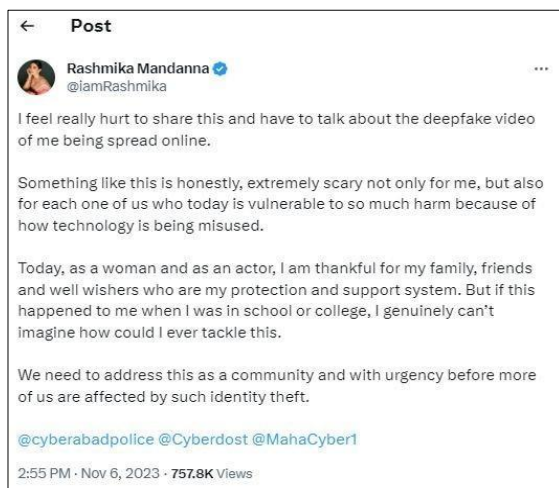 Post
Rashmika Mandanna
@iamRashmika
I feel really hurt to share this and have to talk about the deepfake video
of me being spread online.
Something like this is honestly, extremely scary not only for me, but also
for each one of us who today is vulnerable to so much harm because of
how technology is being misused.
Today, as a woman and as an actor, I am thankful for my family, friends
and well wishers who are my protection and support system. But if this
happened to me when I was in school or college, I genuinely can’t
imagine how could I ever tackle this.
We need to address this as a community and with urgency before more
of us are affected by such identity theft.
@cyberabadpolice @Cyberdost @MahaCyber1
2:55 PM · Nov 6, 2023 · 757.8K Views